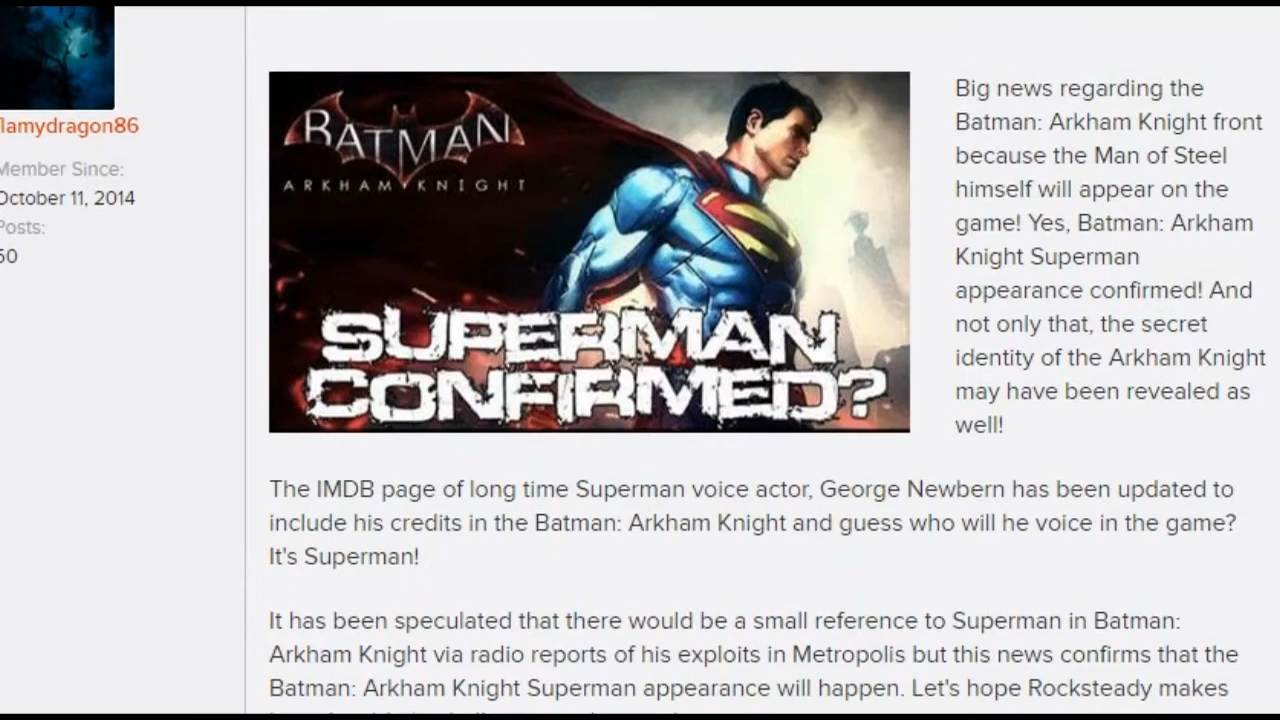 lamydragon86
Member Since:
October 11, 2014
Posts:
50
BATMAN
ARKHAM KNIGHT
SUPERMAN
CONFIRMED?
Big news regarding the
Batman: Arkham Knight front
because the Man of Steel
himself will appear on the
game! Yes, Batman: Arkham
Knight Superman
appearance confirmed! And
not only that, the secret
identity of the Arkham Knight
may have been revealed as
well!
The IMDB page of long time Superman voice actor, George Newbern has been updated to
include his credits in the Batman: Arkham Knight and guess who will he voice in the game?
It's Superman!
It has been speculated that there would be a small reference to Superman in Batman:
Arkham Knight via radio reports of his exploits in Metropolis but this news confirms that the
Batman: Arkham Knight Superman appearance will happen. Let's hope Rocksteady makes